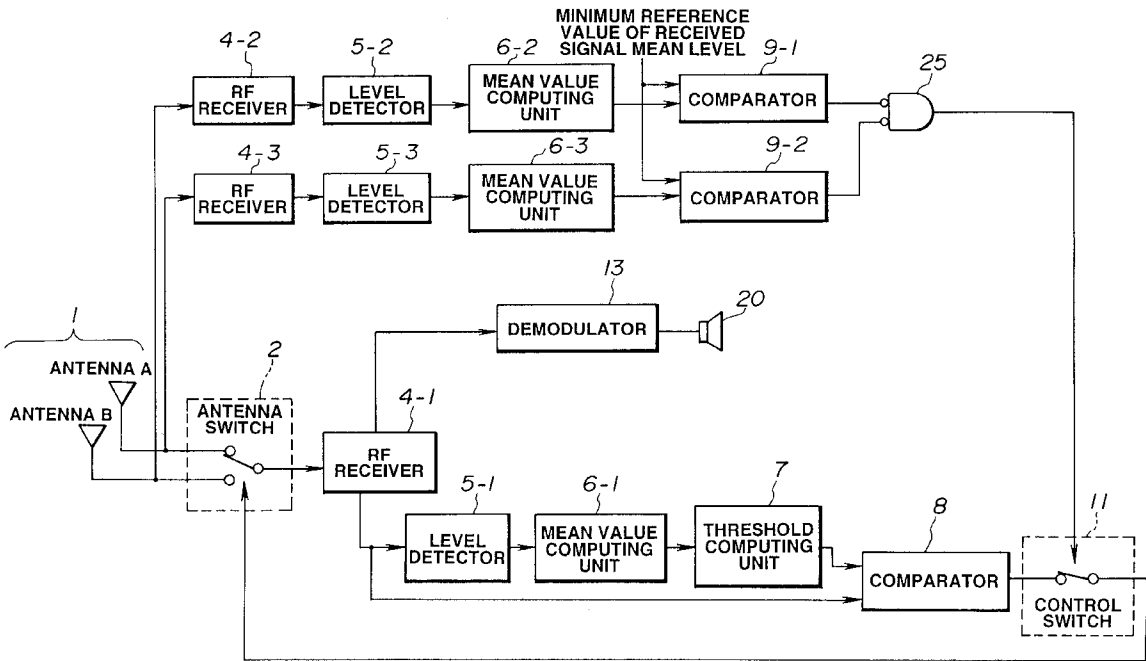 MINIMUM REFERENCE
VALUE OF RECEIVED
SIGNAL MEAN LEVEL
4-2
5-2
6-2
9-1
25
RF
RECEIVER
LEVEL
DETECTOR
MEAN VALUE
COMPUTING
UNIT
COMPARATOR
4-3
5-3
6-3
9-2
RF
RECEIVER
LEVEL
DETECTOR
MEAN VALUE
COMPUTING
UNIT
COMPARATOR
13
20
DEMODULATOR
1
ANTENNA A
ANTENNA B
2
ANTENNA
SWITCH
4-1
RF
RECEIVER
5-1
6-1
7
8
11
LEVEL
DETECTOR
MEAN VALUE
COMPUTING
UNIT
THRESHOLD
COMPUTING
UNIT
COMPARATOR
CONTROL
SWITCH